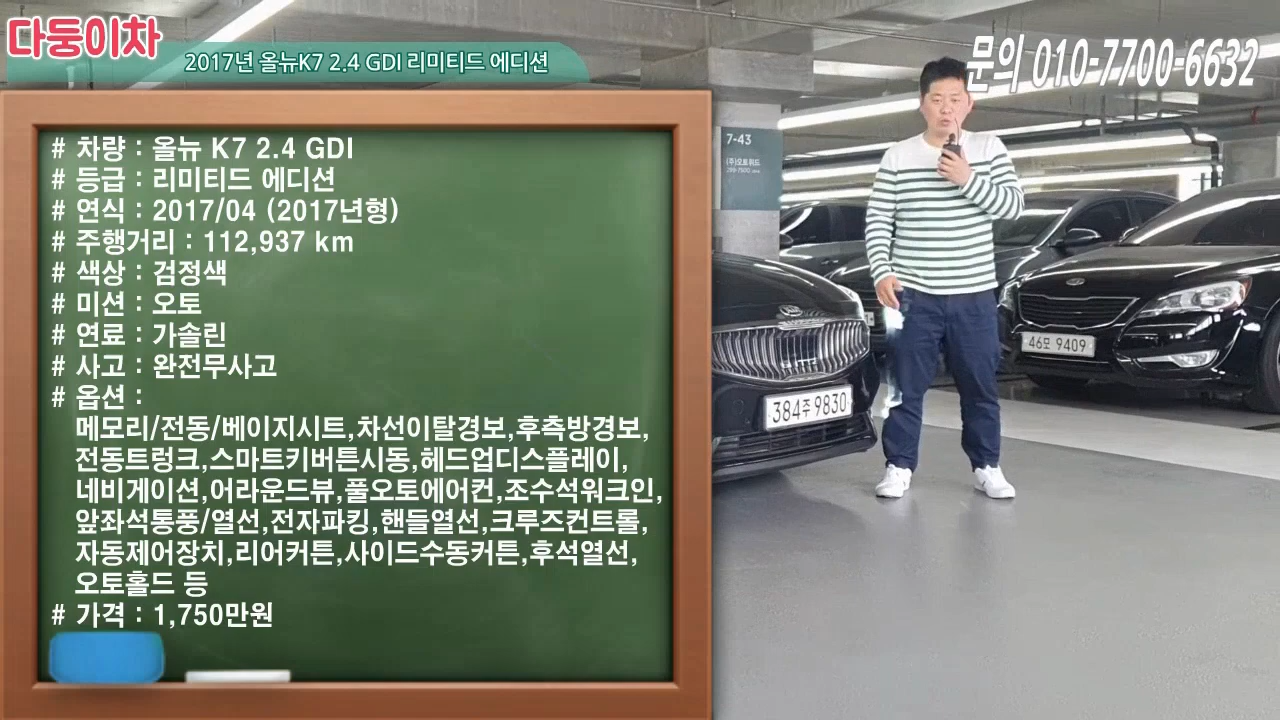 다둥이차
2017년 올뉴K7 2.4 GDI 리미티드 에디션
문의 010-7700-6632
# 차량 : 올뉴 K7 2.4 GDI
# 등급 : 리미티드 에디션
# 연식 : 2017/04 (2017년형)
# 주행거리 : 112,937 km
# 색상 : 검정색
# 미션 : 오토
# 연료 : 가솔린
# 사고 : 완전무사고
# 옵션 :
메모리/전동/베이지시트,차선이탈경보,후측방경보,
전동트렁크,스마트키버튼시동,헤드업디스플레이,
네비게이션,어라운드뷰,풀오토에어컨,조수석워크인,
앞좌석통풍/열선,전자파킹,핸들열선,크루즈컨트롤,
자동제어장치,리어커튼,사이드수동커튼,후석열선,
오토홀드 등
# 가격 : 1,750만원
7-43
(주)오토위드
46모 9409
384주 9830